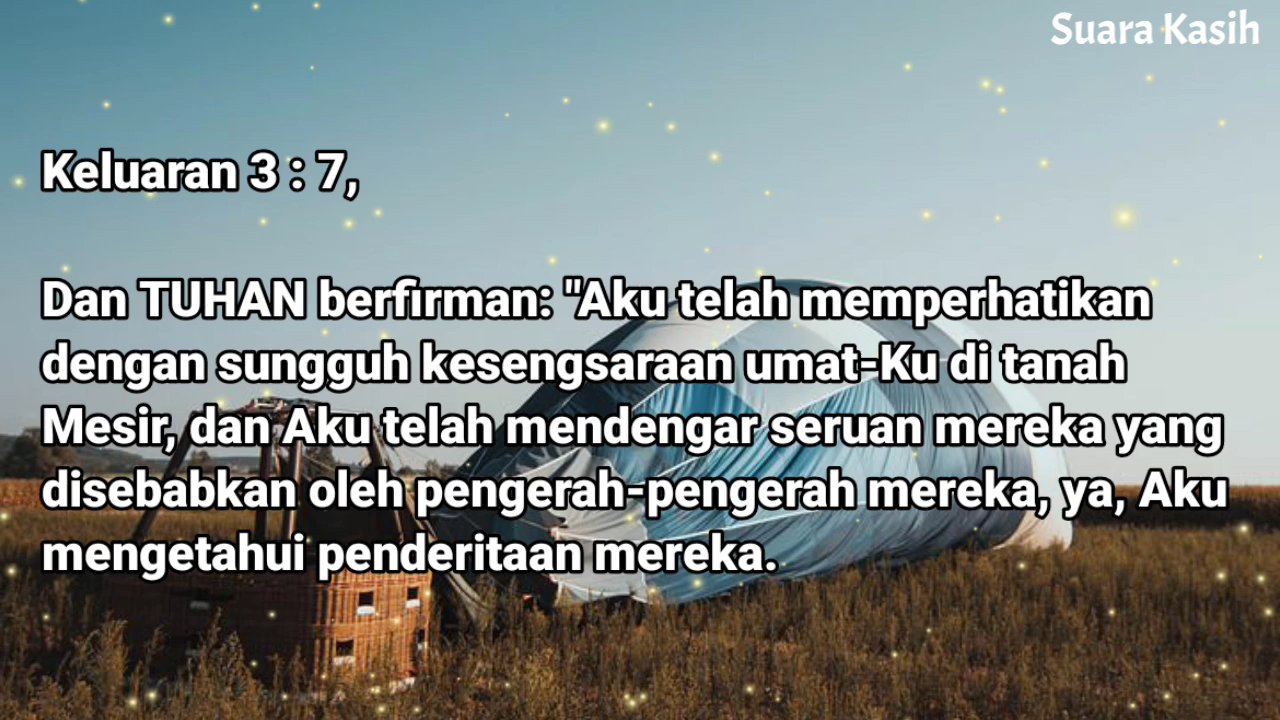 Suara Kasih
Keluaran 3 : 7,
Dan TUHAN berfirman: "Aku telah memperhatikan
dengan sungguh kesengsaraan umat-Ku di tanah
Mesir, dan Aku telah mendengar seruan mereka yang
disebabkan oleh pengerah-pengerah mereka, ya, Aku
mengetahui penderitaan mereka.